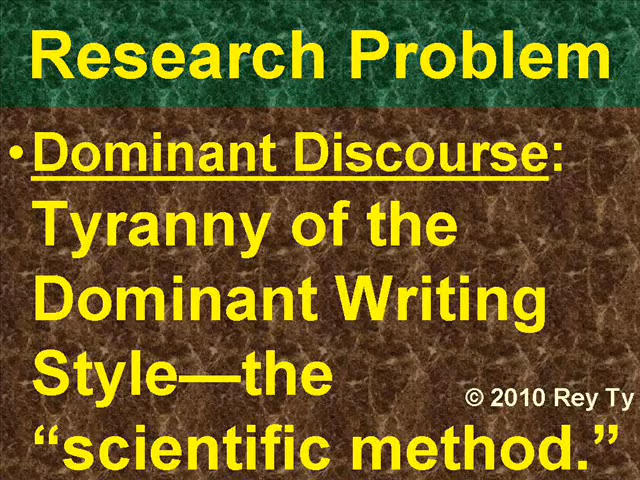 Research Problem
• Dominant Discourse:
Tyranny of the
Dominant Writing
Style—the
© 2010 Rey Ty
“scientific method.”